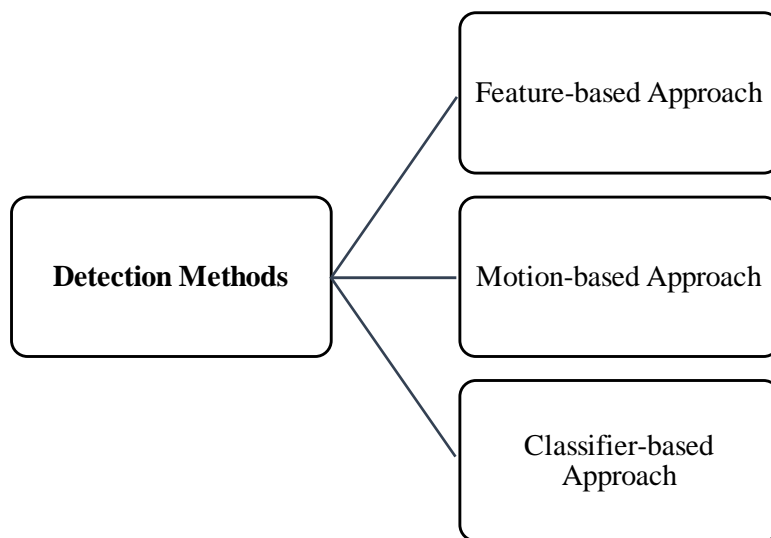 Feature-based Approach
Detection Methods
Motion-based Approach
Classifier-based
Approach